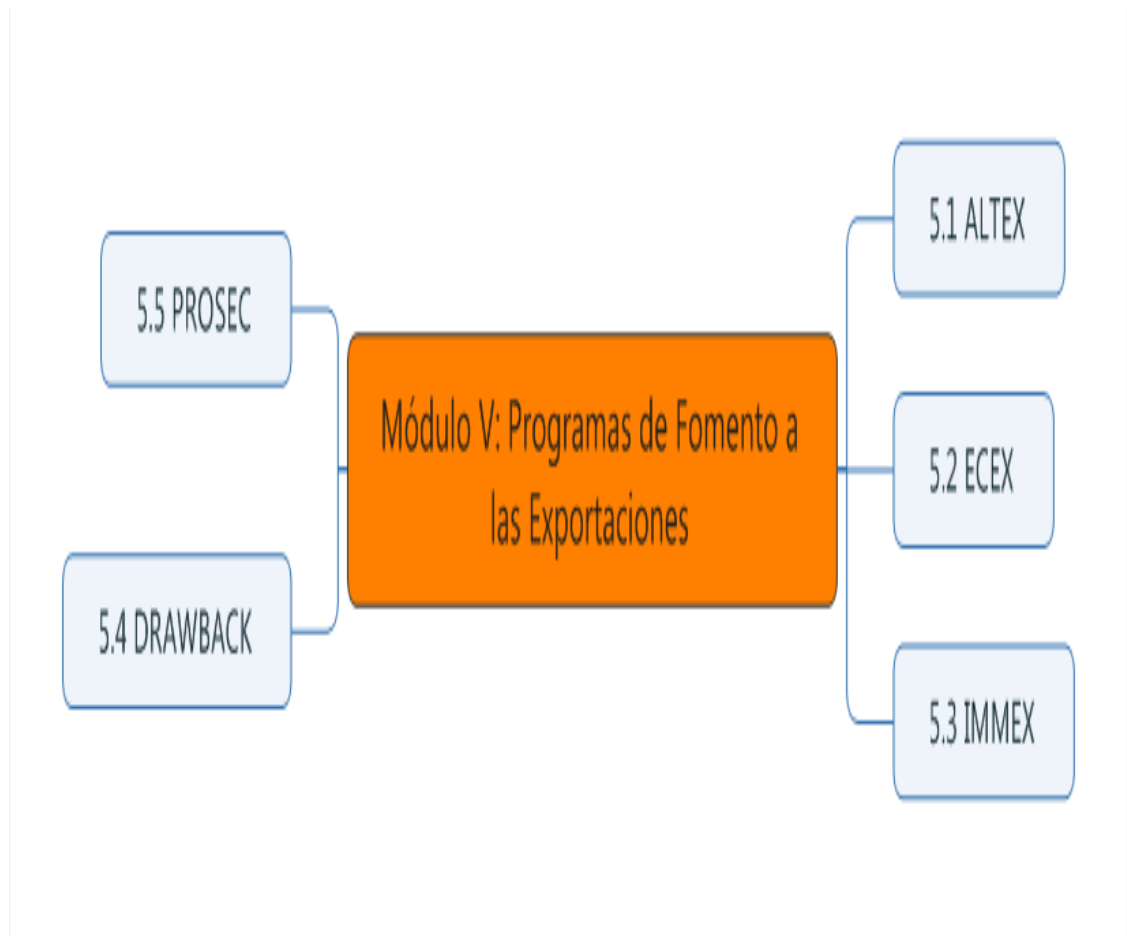 Módulo V: Programas de Fomento a
las Exportaciones
5.1 ALTEX
5.2 ECEX
5.3 IMMEX
5.4 DRAWBACK
5.5 PROSEC